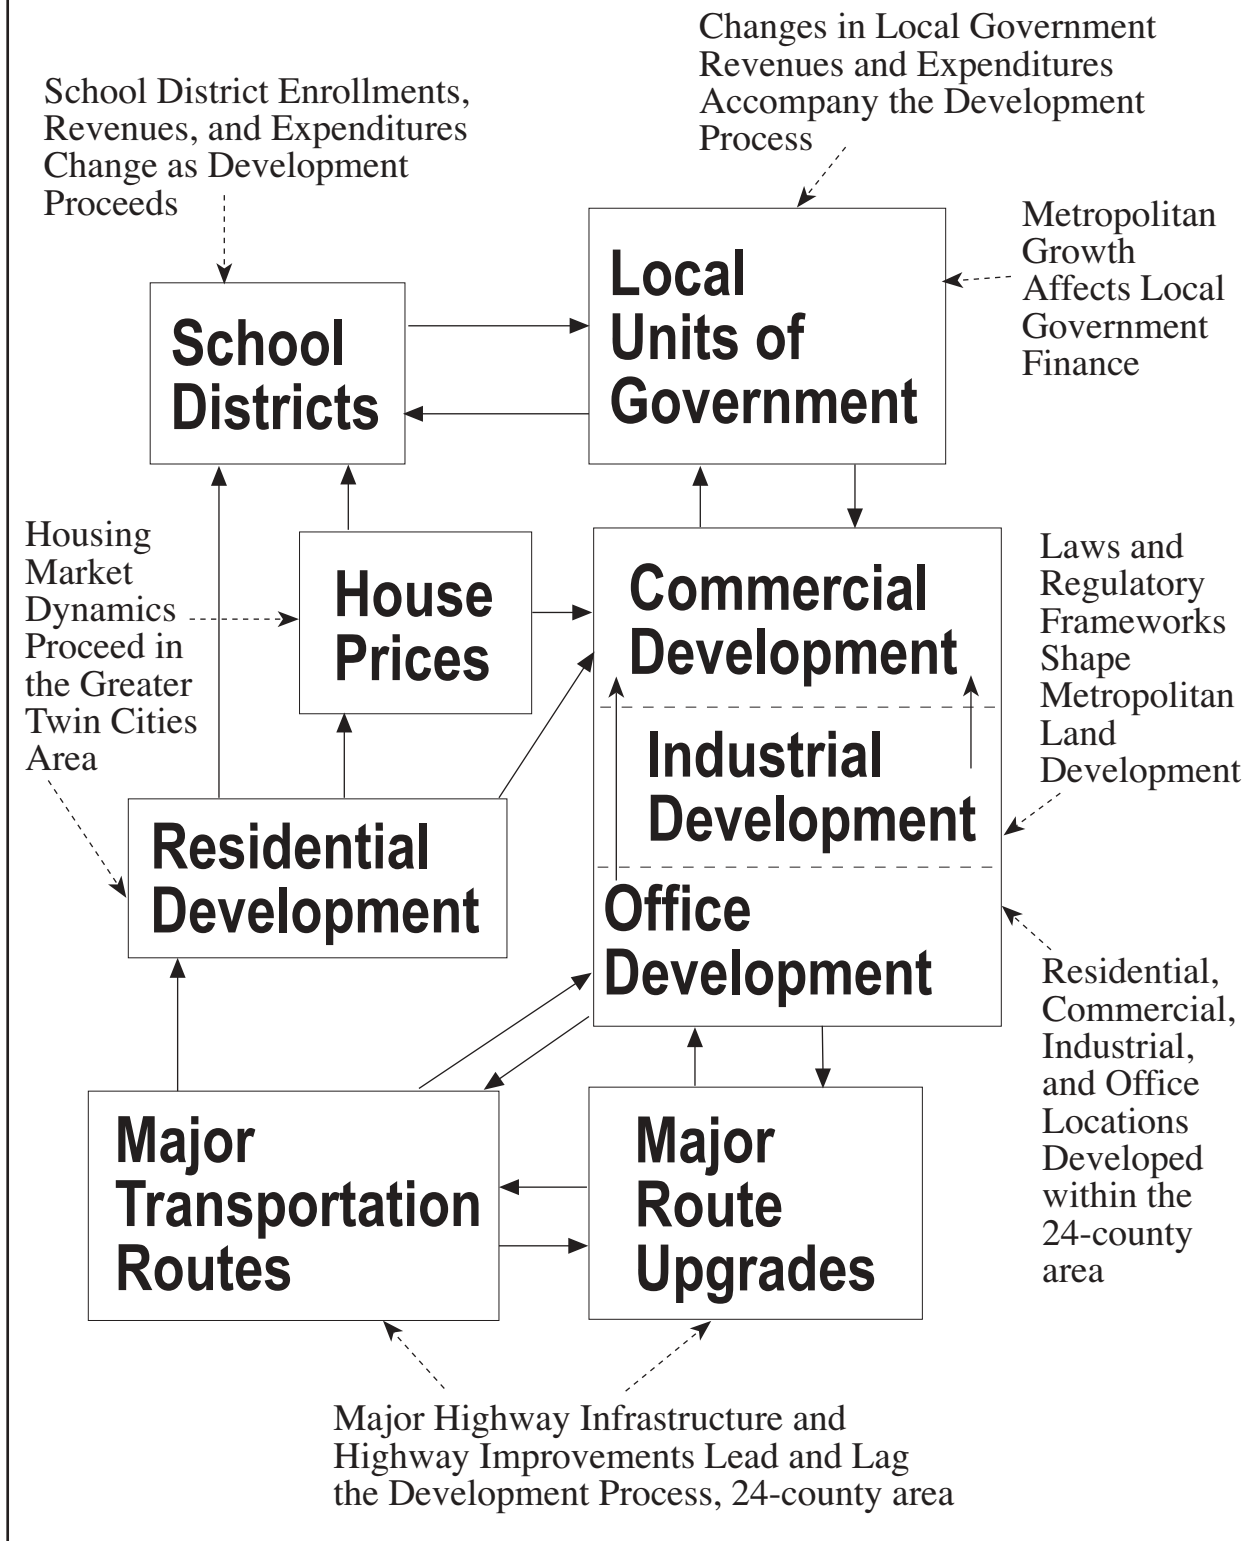 Changes in Local Government
Revenues and Expenditures
Accompany the Development
Process
School District Enrollments,
Revenues, and Expenditures
Change as Development
Proceeds
Metropolitan
Growth
Affects Local
Government
Finance
Local
Units of
Government
School
Districts
Housing
Market
Dynamics
Proceed in
the Greater
Twin Cities
Area
House
Prices
Commercial
Development
Industrial
Development
Office
Development
Laws and
Regulatory
Frameworks
Shape
Metropolitan
Land
Development
Residential
Development
Residential,
Commercial,
Industrial,
and Office
Locations
Developed
within the
24-county
area
Major
Transportation
Routes
Major
Route
Upgrades
Major Highway Infrastructure and
Highway Improvements Lead and Lag
the Development Process, 24-county area